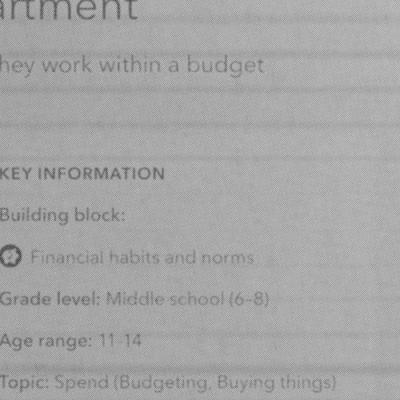 artment
hey work within a budget
KEY INFORMATION
Building block:
Financial habits and norms
Grade level: Middle school (6–8)
Age range: 11-14
Topic: Spend (Budgeting, Buying things)